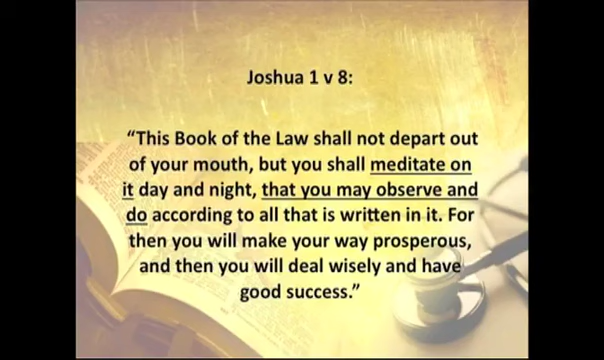 Joshua 1 v 8:
“This Book of the Law shall not depart out
of your mouth, but you shall meditate on
it day and night, that you may observe and
do according to all that is written in it. For
then you will make your way prosperous,
and then you will deal wisely and have
good success.”